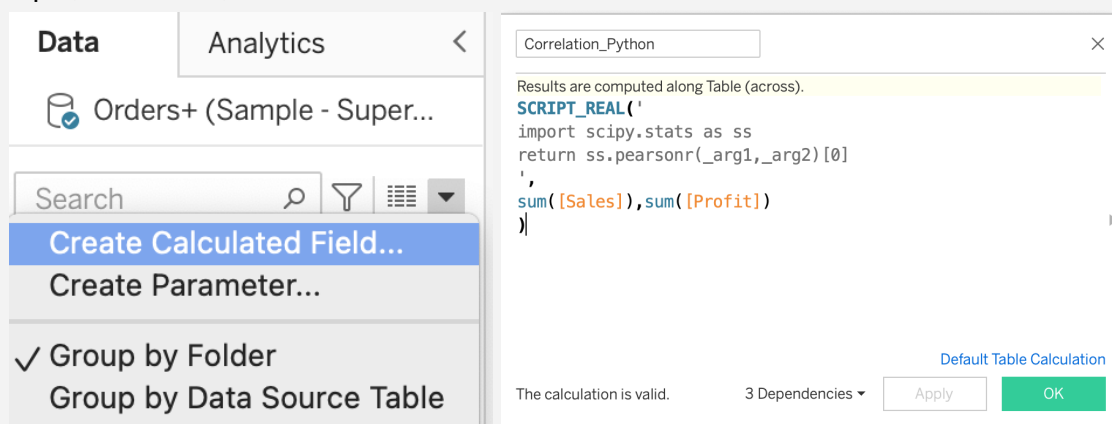 Data
Analytics
Orders+ (Sample - Super...
Search
Create Calculated Field...
Create Parameter...
Group by Folder
Group by Data Source Table
Correlation_Python
Results are computed along Table (across).
SCRIPT_REAL('
import scipy.stats as ss
return ss.pearsonr(_arg1,_arg2)[0]
',
sum([Sales]),sum([Profit])
)
Default Table Calculation
The calculation is valid.
3 Dependencies
Apply
OK